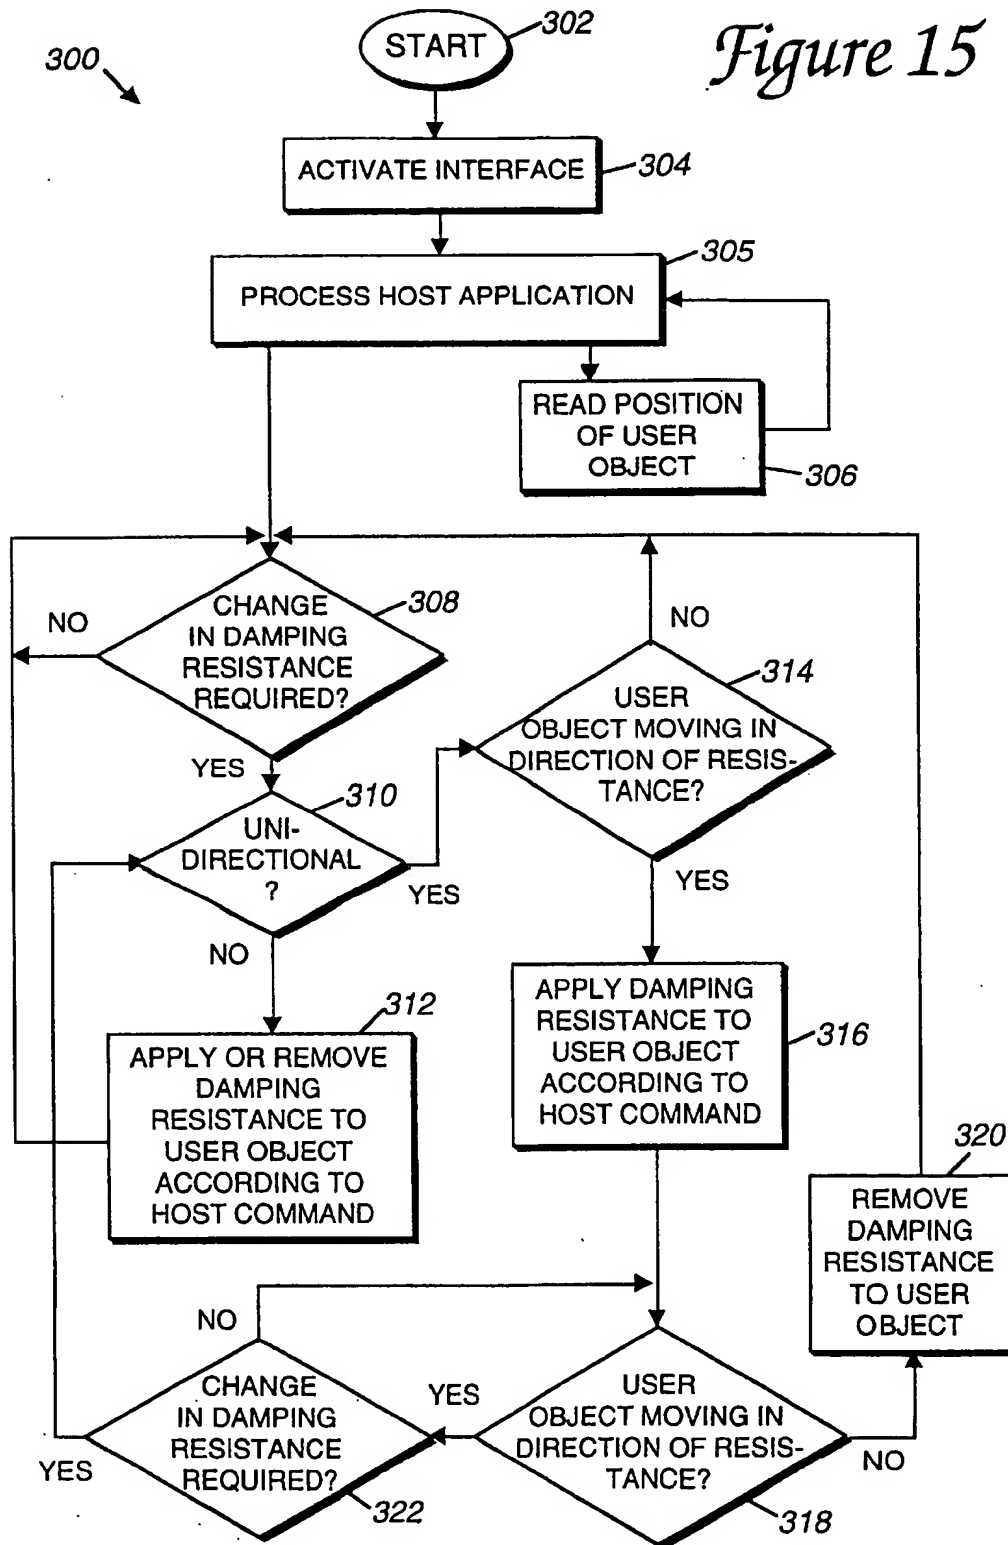 Figure 15
300
302
START
304
ACTIVATE INTERFACE
305
PROCESS HOST APPLICATION
READ POSITION
OF USER
OBJECT
306
308
CHANGE
IN DAMPING
RESISTANCE
REQUIRED?
NO
YES
310
UNI-
DIRECTIONAL
?
YES
NO
312
APPLY OR REMOVE
DAMPING
RESISTANCE TO
USER OBJECT
ACCORDING TO
HOST COMMAND
NO
314
USER
OBJECT MOVING IN
DIRECTION OF RESIS-
TANCE?
YES
APPLY DAMPING
RESISTANCE TO
USER OBJECT
ACCORDING TO
HOST COMMAND
316
320
REMOVE
DAMPING
RESISTANCE
TO USER
OBJECT
NO
CHANGE
IN DAMPING
RESISTANCE
REQUIRED?
YES
322
YES
USER
OBJECT MOVING IN
DIRECTION OF RESIS-
TANCE?
NO
318